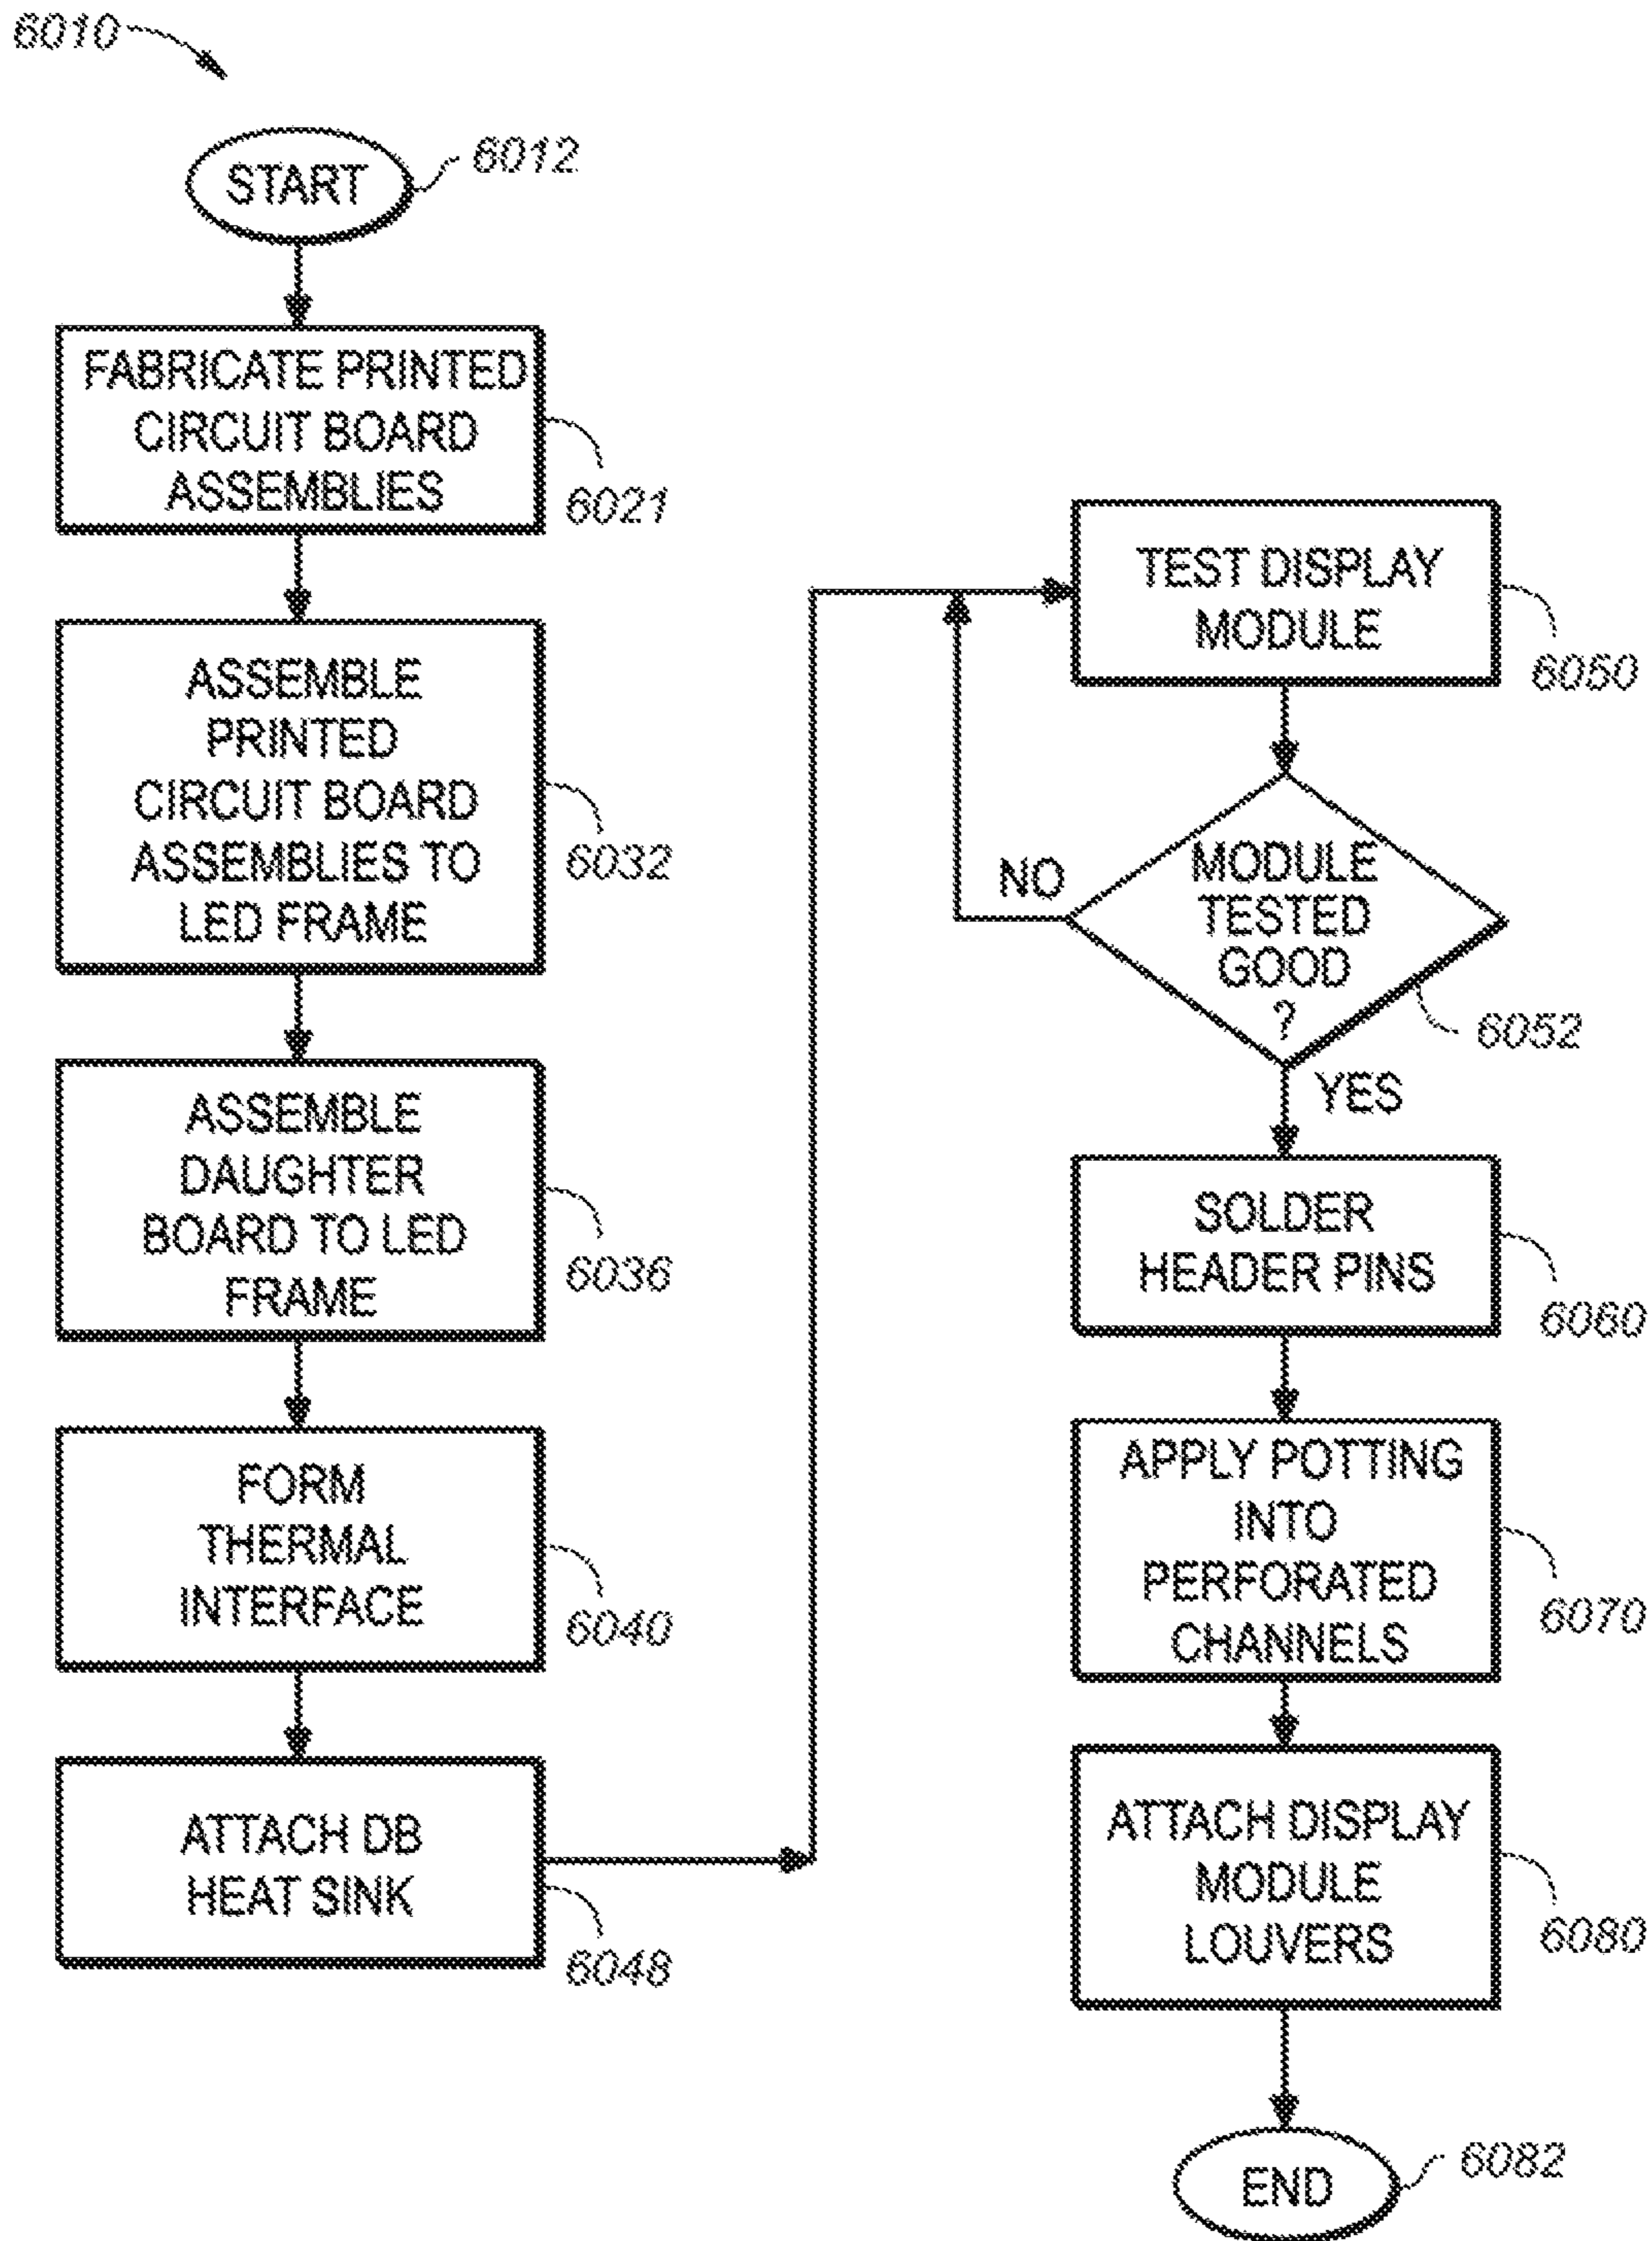 6010
START
6012
FABRICATE PRINTED
CIRCUIT BOARD
ASSEMBLIES
6021
ASSEMBLE
PRINTED
CIRCUIT BOARD
ASSEMBLIES TO
LED FRAME
6032
ASSEMBLE
DAUGHTER
BOARD TO LED
FRAME
6036
FORM
THERMAL
INTERFACE
6040
ATTACH DB
HEAT SINK
6048
TEST DISPLAY
MODULE
6050
MODULE
TESTED
GOOD
?
6052
NO
YES
SOLDER
HEADER PINS
6060
APPLY POTTING
INTO
PERFORATED
CHANNELS
6070
ATTACH DISPLAY
MODULE
LOUVERS
6080
END
6082